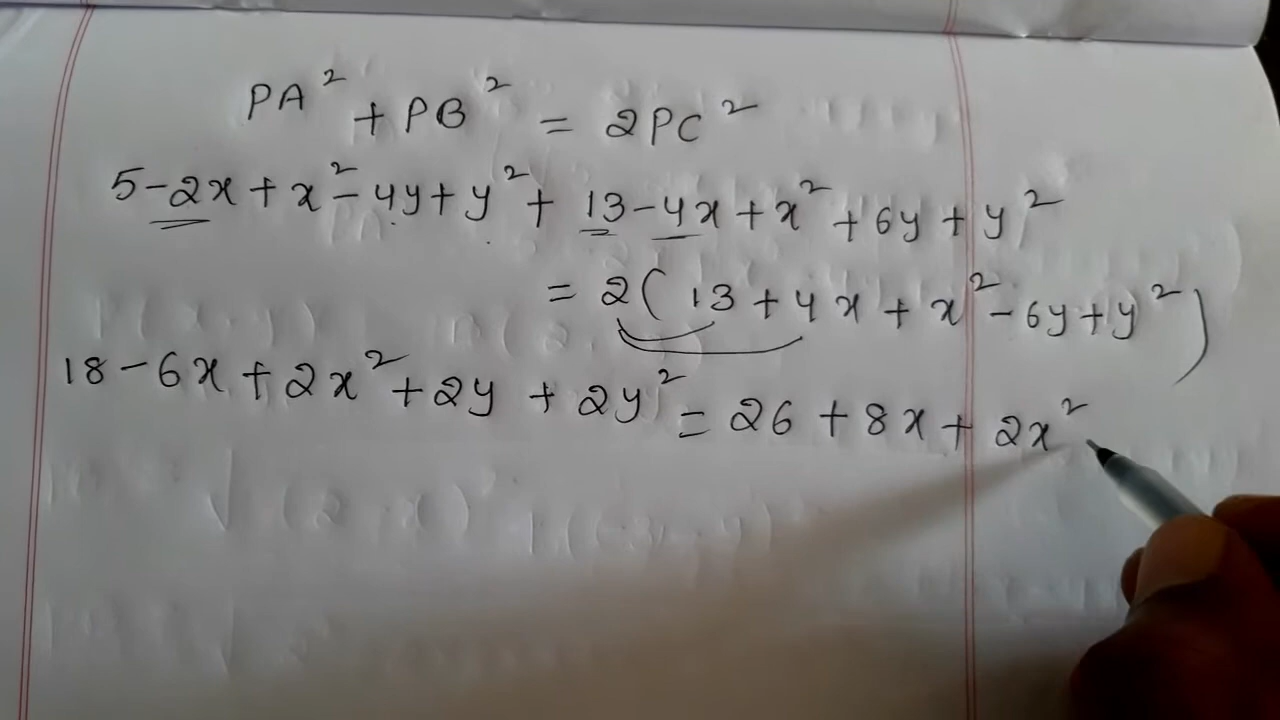 PA² + PB² = 2PC²
5-2x + x² - 4y + y² + 13 - 4x + x² + 6y + y²
= 2(13 + 4x + x² - 6y + y²)
18 - 6x + 2x² + 2y + 2y² = 26 + 8x + 2x²